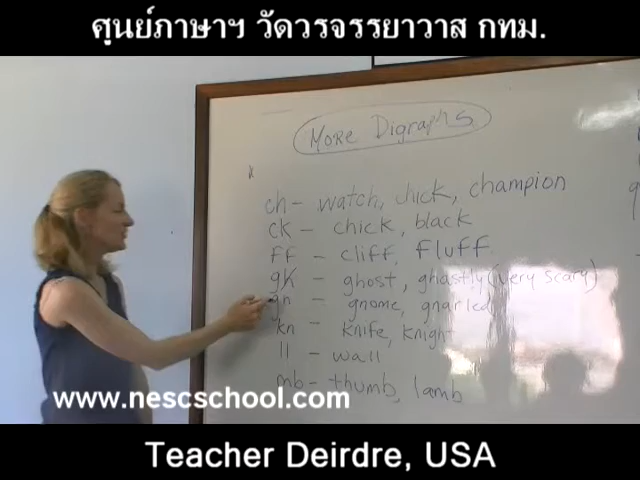 ศูนย์ภาษาฯ วัดวรจรรยาวาส กทม.
More Digraphs
ch - watch, chick, champion
ck - chick, black
ff - cliff, fluff
gh - ghost, ghastly (very scary)
gn - gnome, gnarled
kn - knife, knight
ll - wall
mb - thumb, lamb
www.nescschool.com
Teacher Deirdre, USA